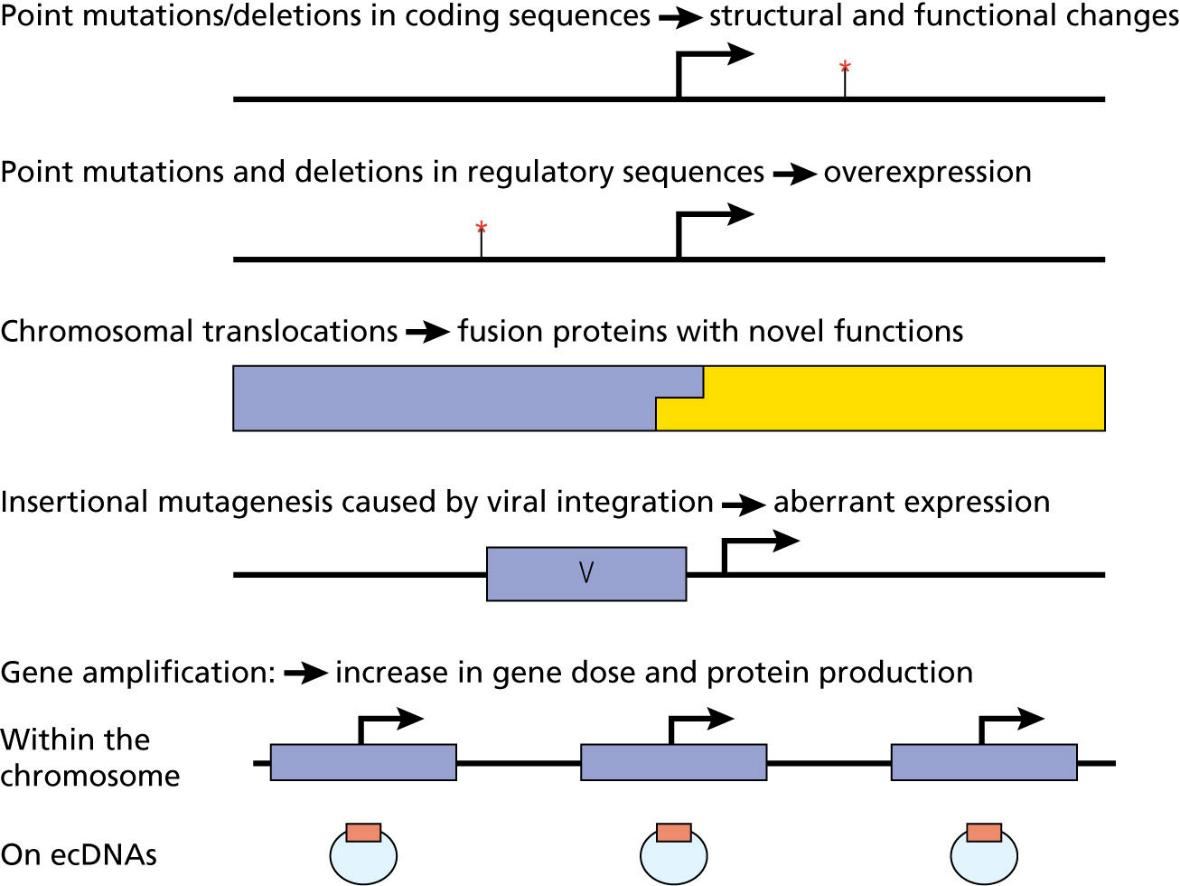 Point mutations/deletions in coding sequences → structural and functional changes
*
Point mutations and deletions in regulatory sequences → overexpression
*
Chromosomal translocations → fusion proteins with novel functions
Insertional mutagenesis caused by viral integration → aberrant expression
V
Gene amplification: → increase in gene dose and protein production
Within the
chromosome
On ecDNAs